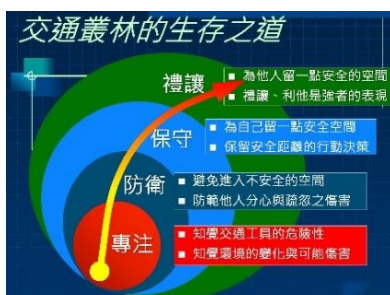 交通叢林的生存之道
禮讓
為他人留一點安全的空間
禮讓、利他是強者的表現
保守
為自己留一點安全空間
保留安全距離的行動決策
防衛
避免進入不安全的空間
防範他人分心與疏忽之傷害
專注
知覺交通工具的危險性
知覺環境的變化與可能傷害